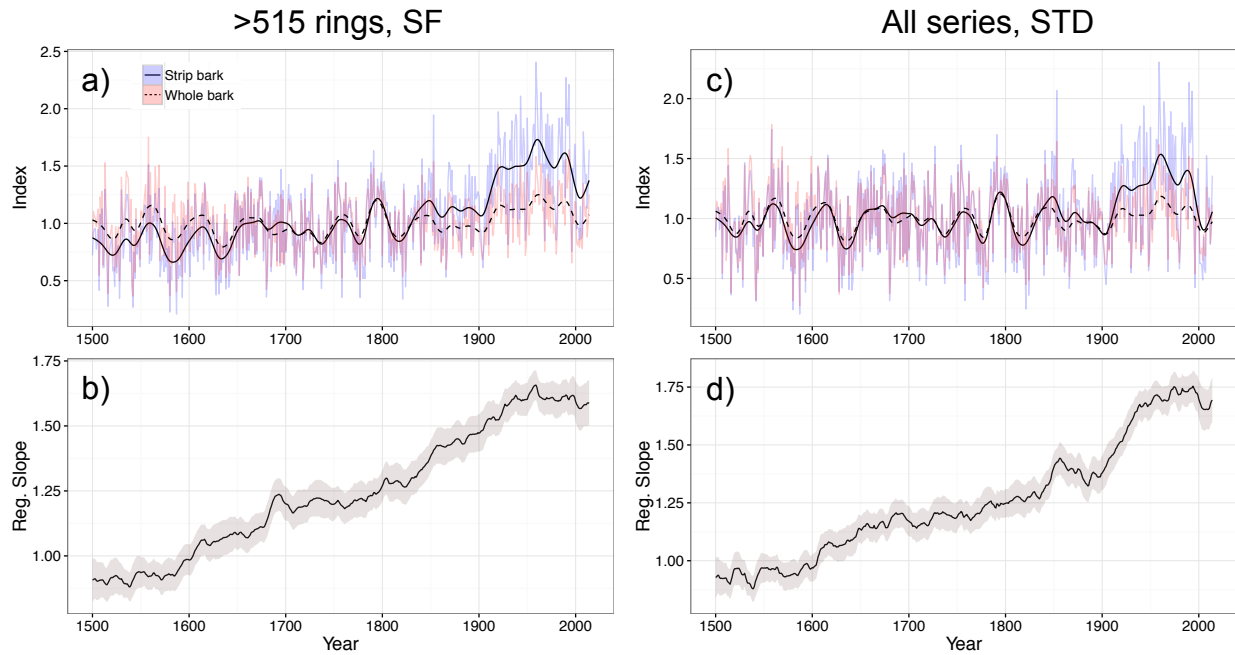 >515 rings, SF
All series, STD
a)
Strip bark
Whole bark
Index
2.5
2.0
1.5
1.0
0.5
1500 1600 1700 1800 1900 2000
c)
Index
2.0
1.5
1.0
0.5
1500 1600 1700 1800 1900 2000
b)
Reg. Slope
1.75
1.50
1.25
1.00
1500 1600 1700 1800 1900 2000
Year
d)
Reg. Slope
1.75
1.50
1.25
1.00
1500 1600 1700 1800 1900 2000
Year